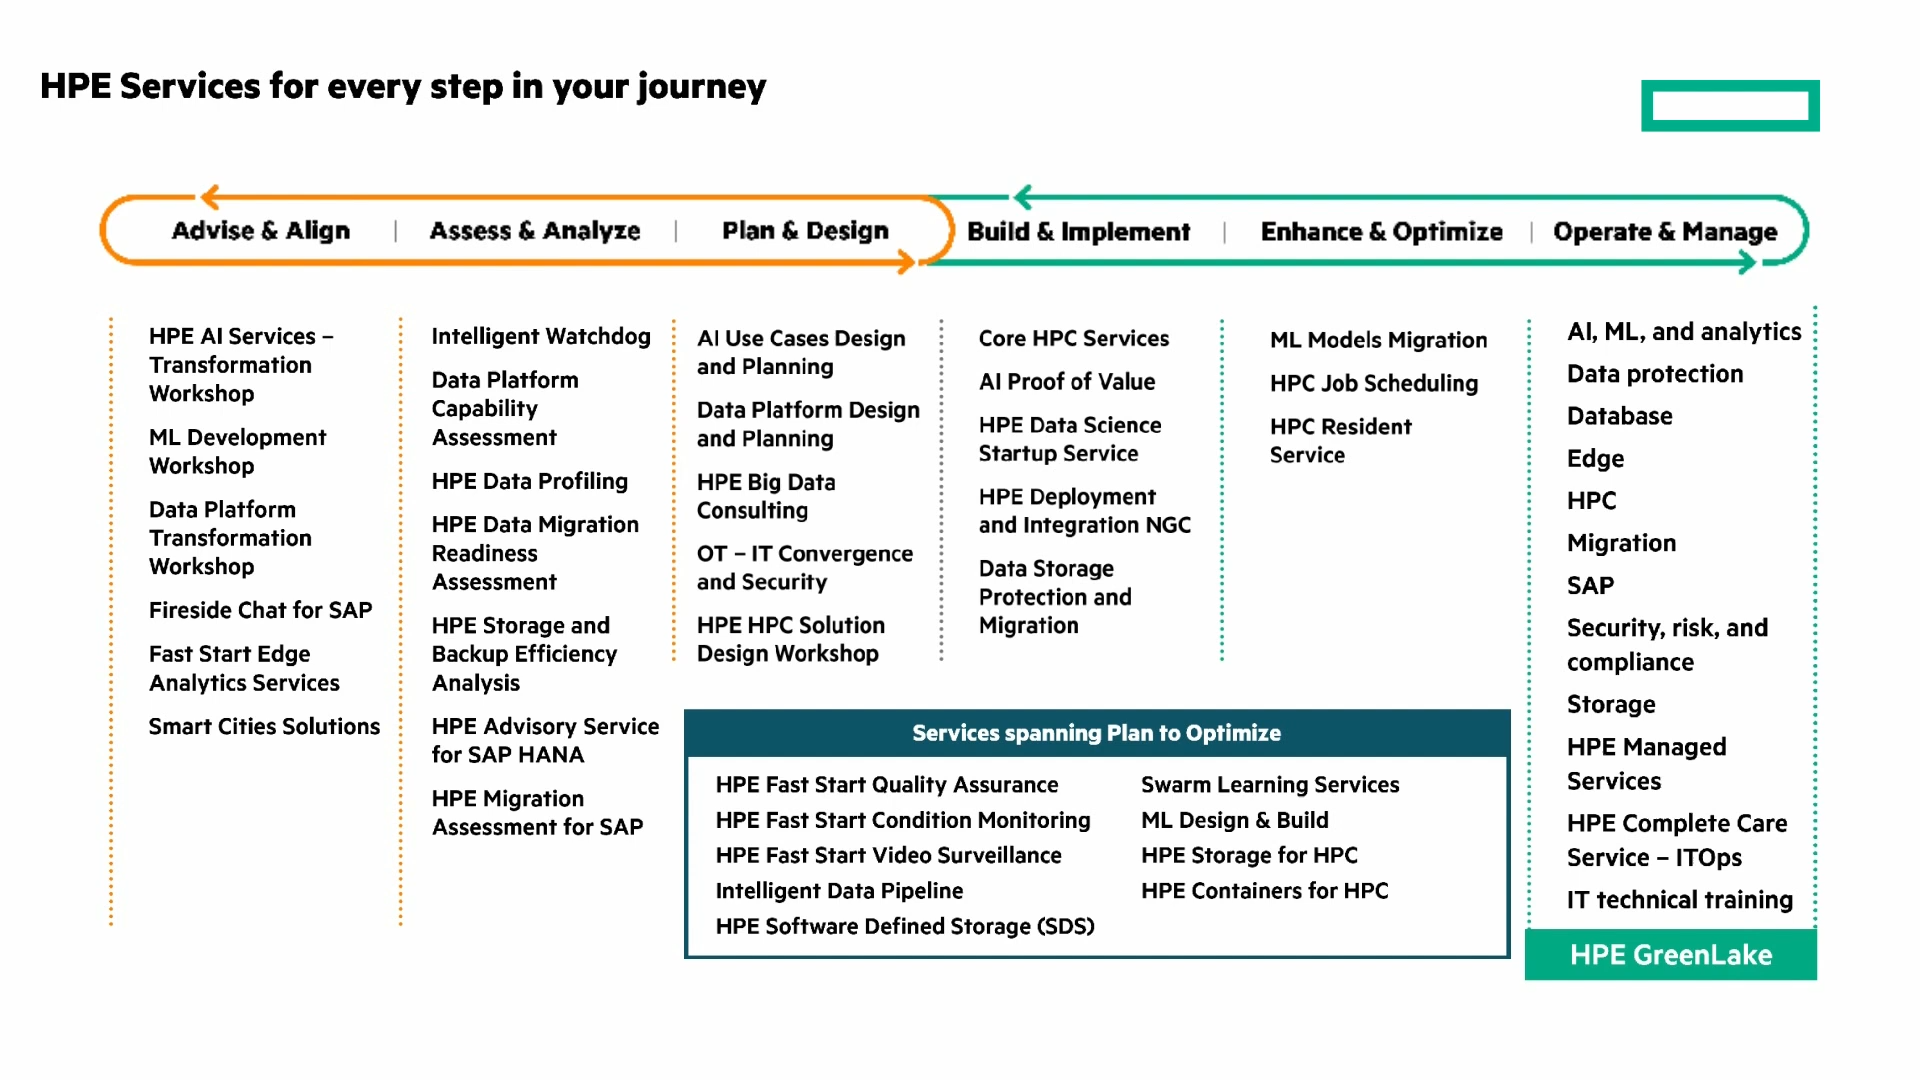 HPE Services for every step in your journey
Advise & Align | Assess & Analyze | Plan & Design Build & Implement | Enhance & Optimize | Operate & Manage
HPE AI Services –
Transformation
Workshop
ML Development
Workshop
Data Platform
Transformation
Workshop
Fireside Chat for SAP
Fast Start Edge
Analytics Services
Smart Cities Solutions
Intelligent Watchdog
Data Platform
Capability
Assessment
HPE Data Profiling
HPE Data Migration
Readiness
Assessment
HPE Storage and
Backup Efficiency
Analysis
HPE Advisory Service
for SAP HANA
HPE Migration
Assessment for SAP
AI Use Cases Design
and Planning
Data Platform Design
and Planning
HPE Big Data
Consulting
OT – IT Convergence
and Security
HPE HPC Solution
Design Workshop
Core HPC Services
AI Proof of Value
HPE Data Science
Startup Service
HPE Deployment
and Integration NGC
Data Storage
Protection and
Migration
ML Models Migration
HPC Job Scheduling
HPC Resident
Service
Services spanning Plan to Optimize
HPE Fast Start Quality Assurance
HPE Fast Start Condition Monitoring
HPE Fast Start Video Surveillance
Intelligent Data Pipeline
HPE Software Defined Storage (SDS)
Swarm Learning Services
ML Design & Build
HPE Storage for HPC
HPE Containers for HPC
AI, ML, and analytics
Data protection
Database
Edge
HPC
Migration
SAP
Security, risk, and
compliance
Storage
HPE Managed
Services
HPE Complete Care
Service – ITOps
IT technical training
HPE GreenLake